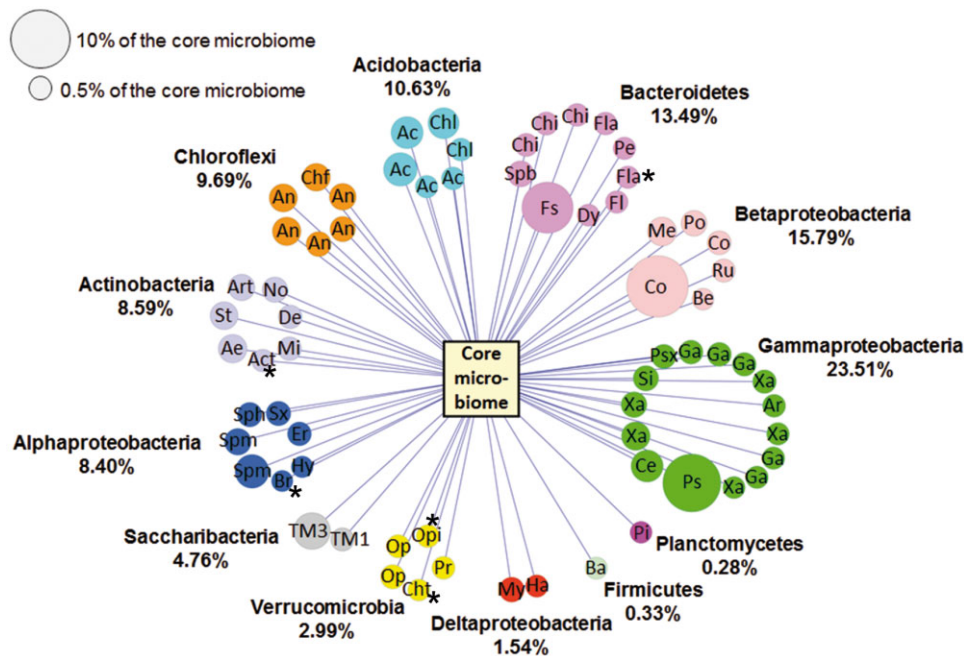 10% of the core microbiome
0.5% of the core microbiome
Acidobacteria
10.63%
Ac
Chl
Chl
Ac
Ac
Ac
Bacteroidetes
13.49%
Chi
Chi
Chi
Fla
Pe
Spb
Fla*
Fs
Dy
Fl
Chloroflexi
9.69%
Chf
An
An
An
An
An
Betaproteobacteria
15.79%
Me
Po
Co
Ru
Co
Be
Actinobacteria
8.59%
Art
No
St
De
Ae
Mi
Act
*
Core
micro-
biome
Gammaproteobacteria
23.51%
Psx
Ga
Ga
Ga
Si
Xa
Xa
Ar
Xa
Xa
Ce
Ga
Ps
Ga
Xa
Alphaproteobacteria
8.40%
Sph
Sx
Spm
Er
Spm
Hy
Br
*
Saccharibacteria
4.76%
TM3
TM1
Verrucomicrobia
2.99%
*
Opi
Op
Pr
Op
Cht*
Deltaproteobacteria
1.54%
My
Ha
Firmicutes
0.33%
Ba
Planctomycetes
0.28%
Pi